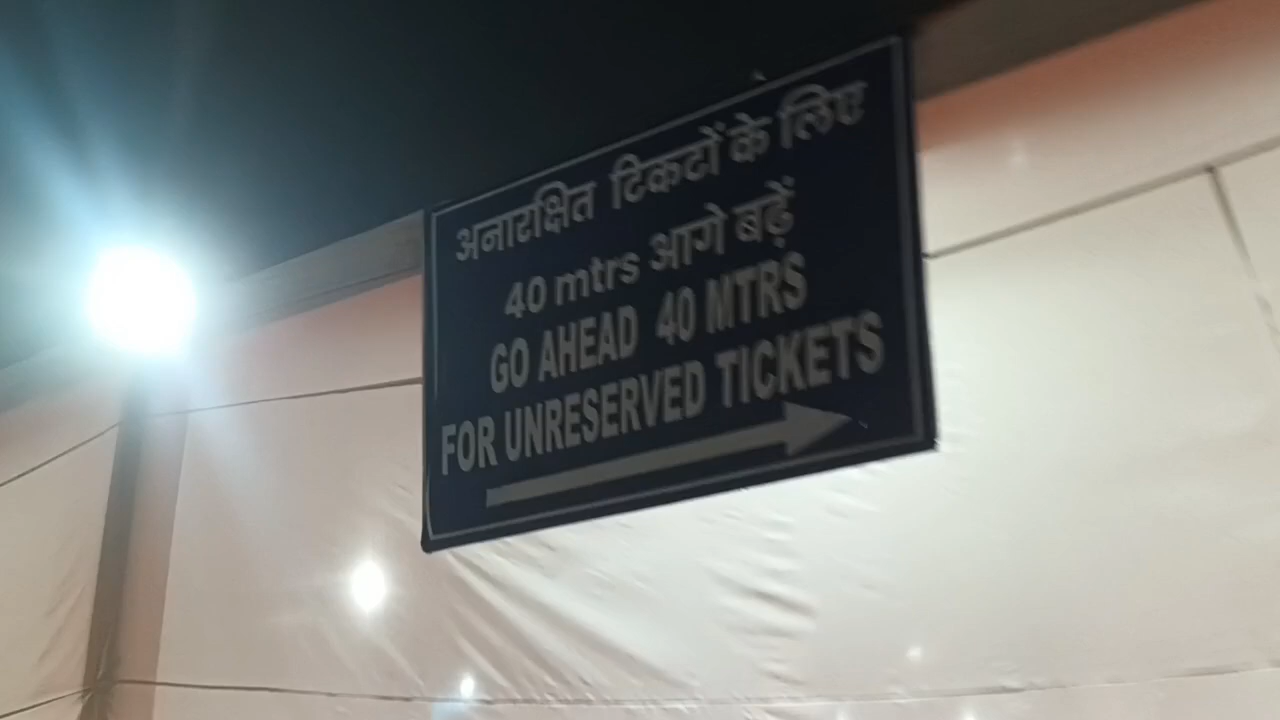 अनारक्षित टिकटों के लिए
40 mtrs आगे बढ़ें
GO AHEAD 40 MTRS
FOR UNRESERVED TICKETS